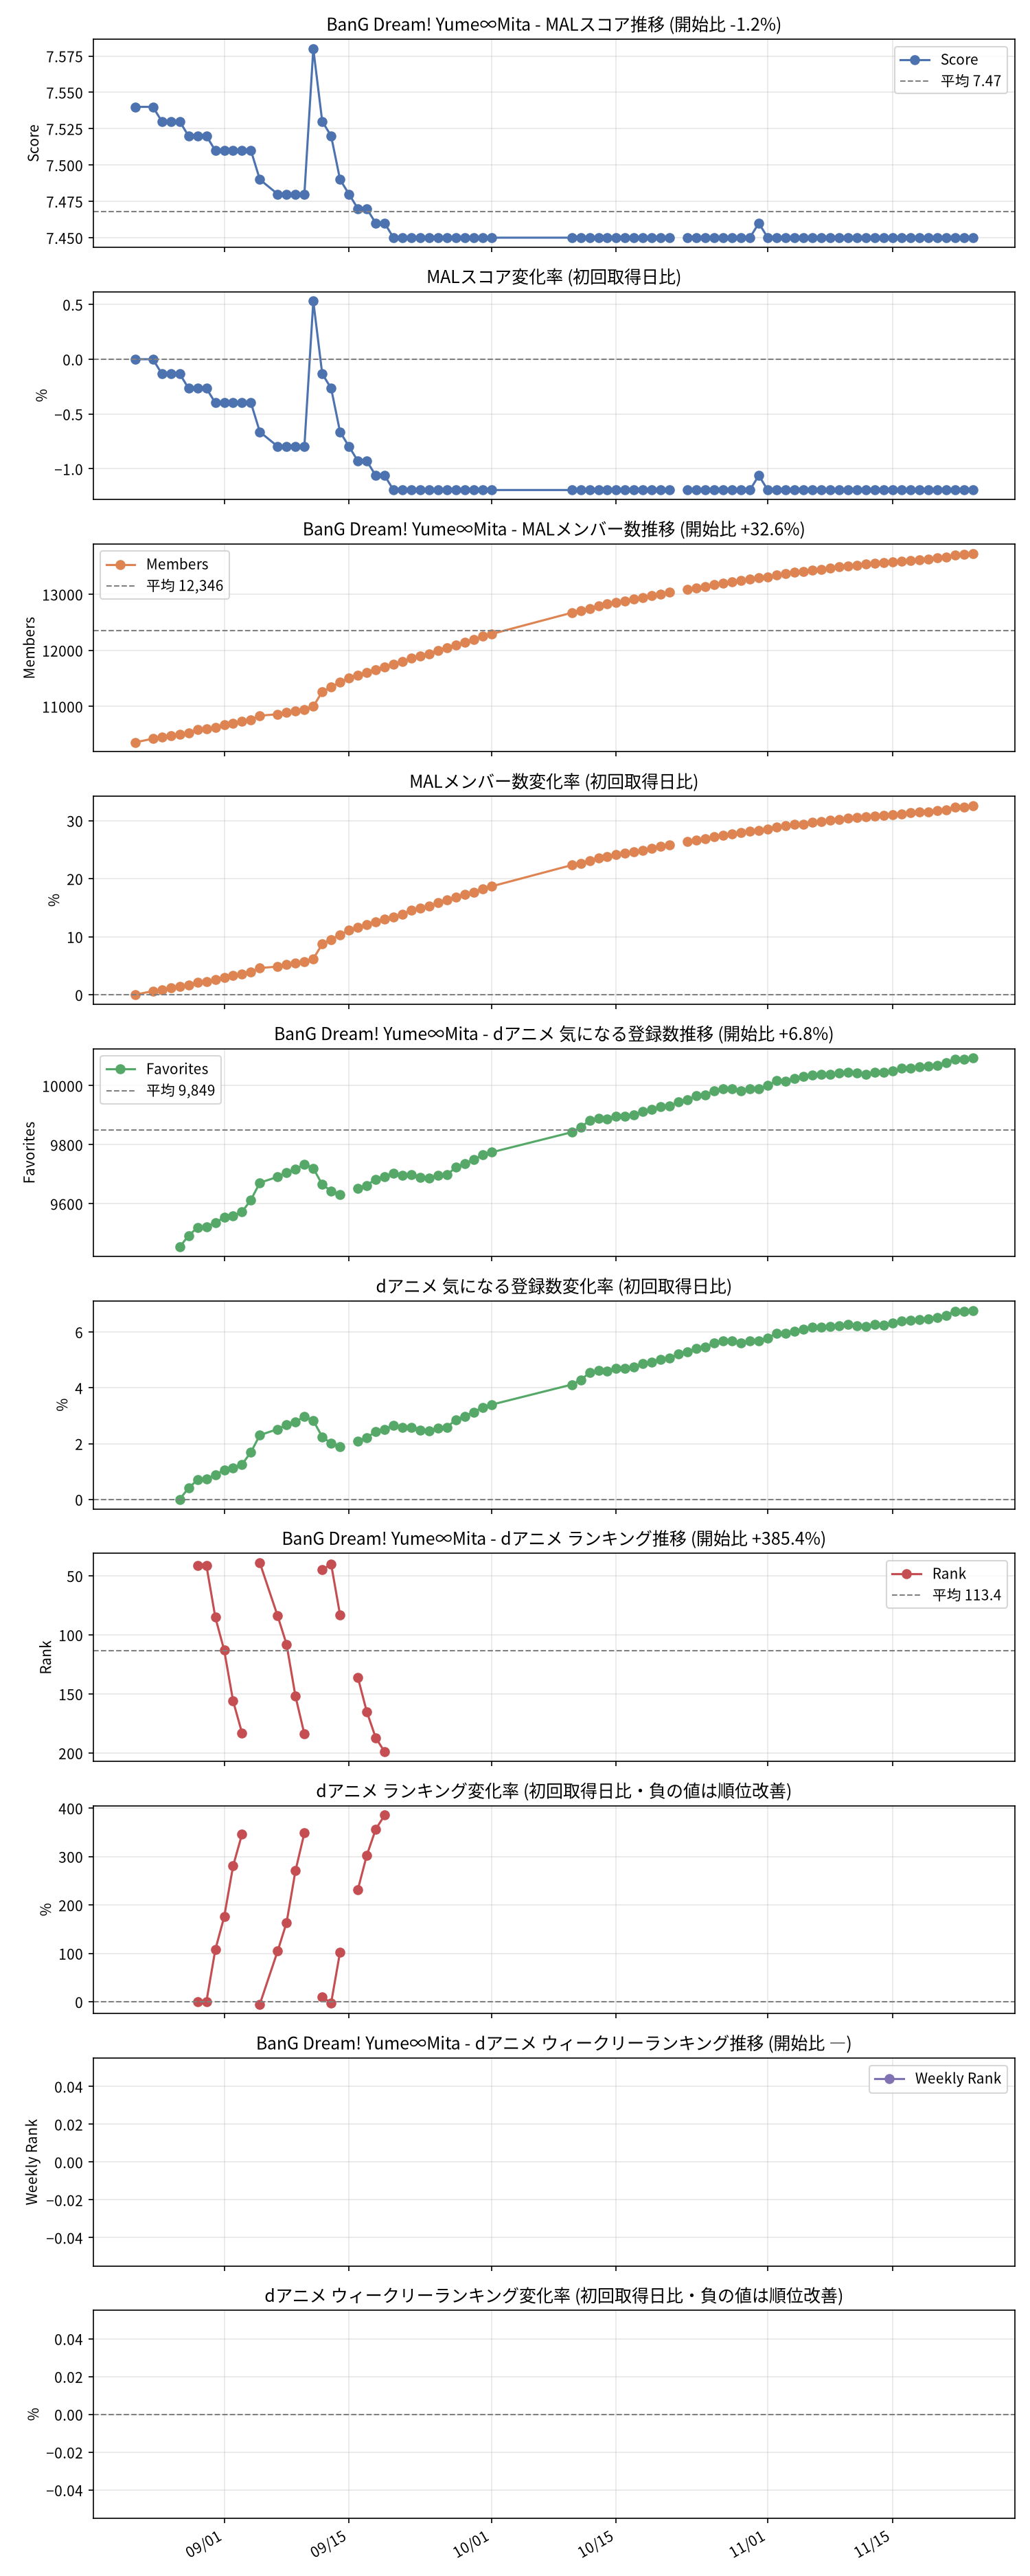 BanG Dream! Yume∞Mita - MALスコア推移 (開始比 -1.2%)
7.575
7.550
7.525
7.500
7.475
7.450
Score
Score
平均 7.47
MALスコア変化率 (初回取得日比)
0.5
0.0
−0.5
−1.0
%
BanG Dream! Yume∞Mita - MALメンバー数推移 (開始比 +32.6%)
Members
平均 12,346
13000
12000
11000
Members
MALメンバー数変化率 (初回取得日比)
30
20
10
0
%
BanG Dream! Yume∞Mita - dアニメ 気になる登録数推移 (開始比 +6.8%)
Favorites
平均 9,849
10000
9800
9600
Favorites
dアニメ 気になる登録数変化率 (初回取得日比)
6
4
2
0
%
BanG Dream! Yume∞Mita - dアニメ ランキング推移 (開始比 +385.4%)
Rank
平均 113.4
50
100
150
200
Rank
dアニメ ランキング変化率 (初回取得日比・負の値は順位改善)
400
300
200
100
0
%
BanG Dream! Yume∞Mita - dアニメ ウィークリーランキング推移 (開始比 —)
Weekly Rank
0.04
0.02
0.00
−0.02
−0.04
Weekly Rank
dアニメ ウィークリーランキング変化率 (初回取得日比・負の値は順位改善)
0.04
0.02
0.00
−0.02
−0.04
%
09/01
09/15
10/01
10/15
11/01
11/15